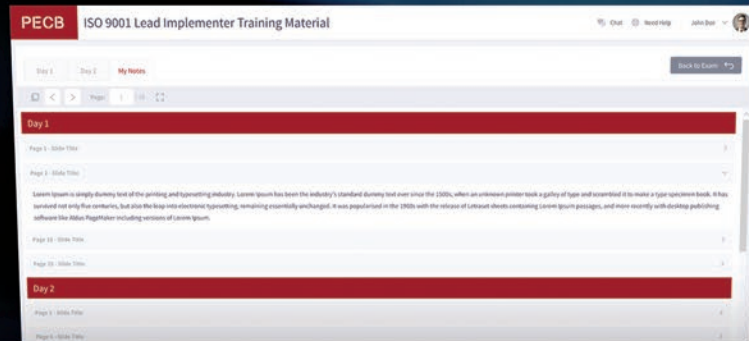 PECB ISO 9001 Lead Implementer Training Material
Chat Need Help John Doe
Day 1 Day 2 My Notes
Back to Exam
Page
Day 1
Page 1 - Slide Title
Page 3 - Slide Title
Lorem Ipsum is simply dummy text of the printing and typesetting industry. Lorem Ipsum has been the industry's standard dummy text ever since the 1500s, when an unknown printer took a galley of type and scrambled it to make a type specimen book. It has
survived not only five centuries, but also the leap into electronic typesetting, remaining essentially unchanged. It was popularised in the 1960s with the release of Letraset sheets containing Lorem Ipsum passages, and more recently with desktop publishing
software like Aldus PageMaker including versions of Lorem Ipsum.
Slide Title
Slide Title
Day 2
Slide Title
Slide Title